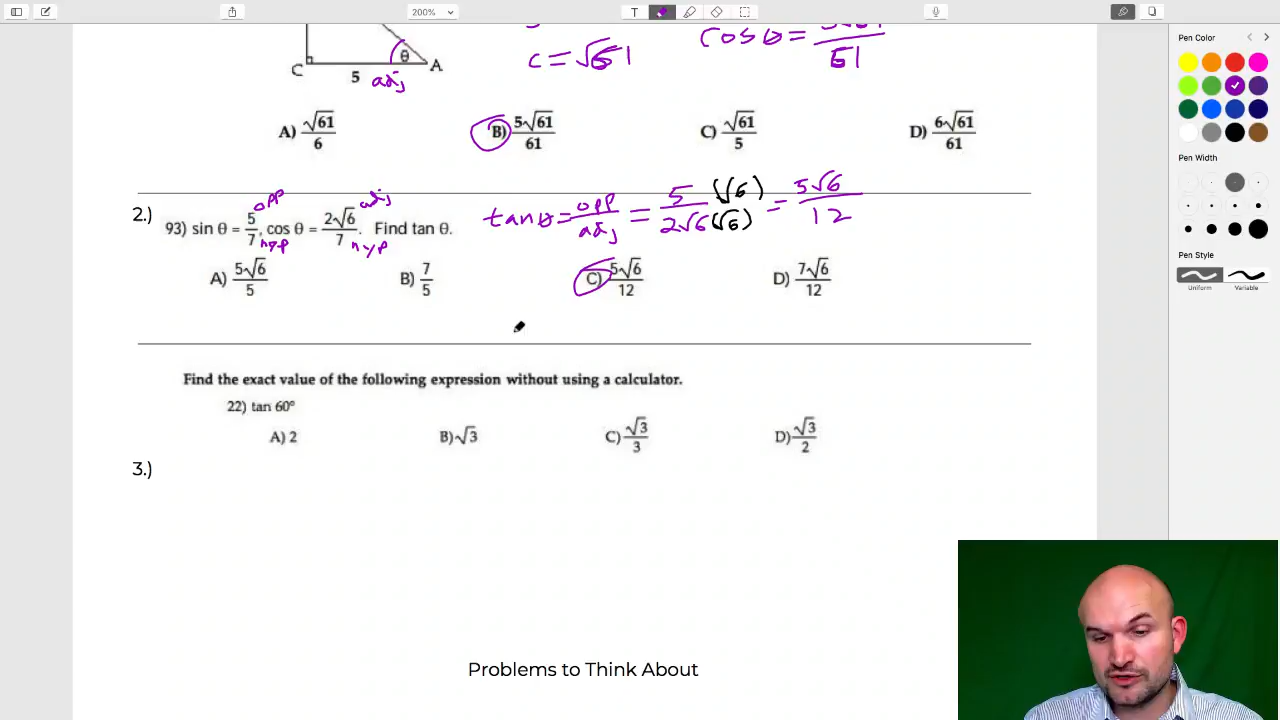 200%
Pen Color
C θ A
5 adj
c = √61
cos θ =
61
A) √61/6 B) 5√61/61 C) √61/5 D) 6√61/61
2.)
93) sin θ = 5/7, cos θ = 2√6/7. Find tan θ.
opp hyp adj hyp
tan θ = opp/adj = 5/2√6 (√6)/(√6) = 5√6/12
A) 5√6/5 B) 7/5 C) 5√6/12 D) 7√6/12
Pen Width
Pen Style
Uniform Variable
Find the exact value of the following expression without using a calculator.
22) tan 60°
A) 2 B) √3 C) √3/3 D) √3/2
3.)
Problems to Think About